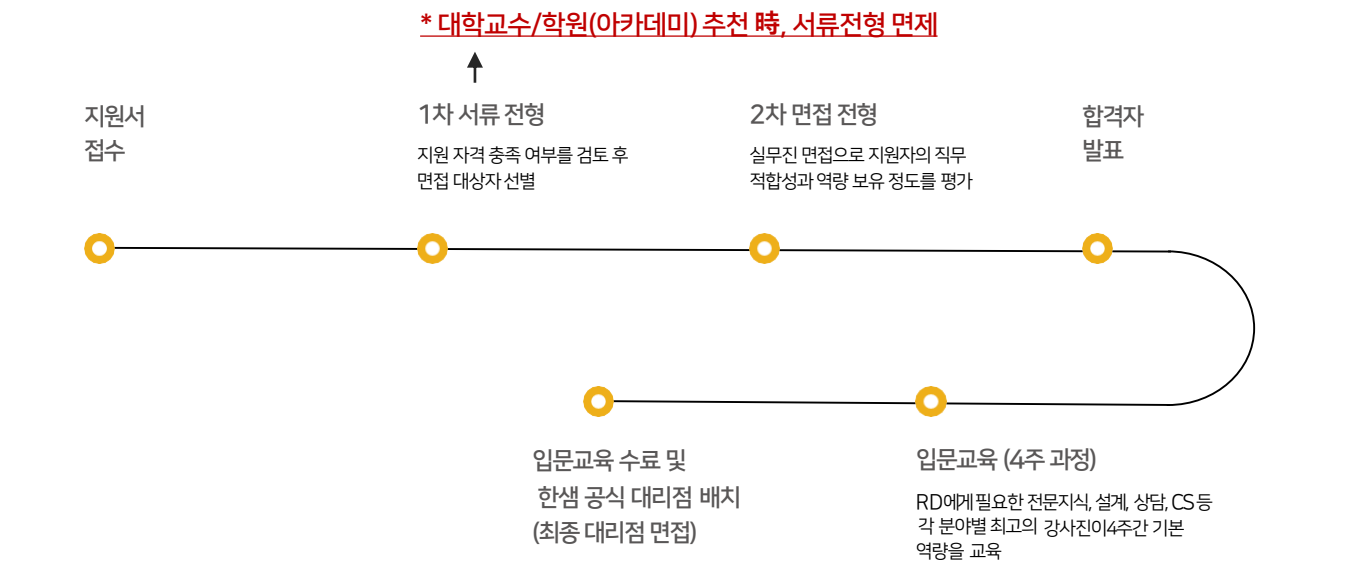 * 대학교수/학원(아카데미) 추천 時, 서류전형 면제
지원서
접수
1차 서류 전형
지원 자격 충족 여부를 검토 후
면접 대상자 선별
2차 면접 전형
실무진 면접으로 지원자의 직무
적합성과 역량 보유 정도를 평가
합격자
발표
입문교육 (4주 과정)
RD에게 필요한 전문지식, 설계, 상담, CS 등
각 분야별 최고의 강사진이 4주간 기본
역량을 교육
입문교육 수료 및
한샘 공식 대리점 배치
(최종 대리점 면접)